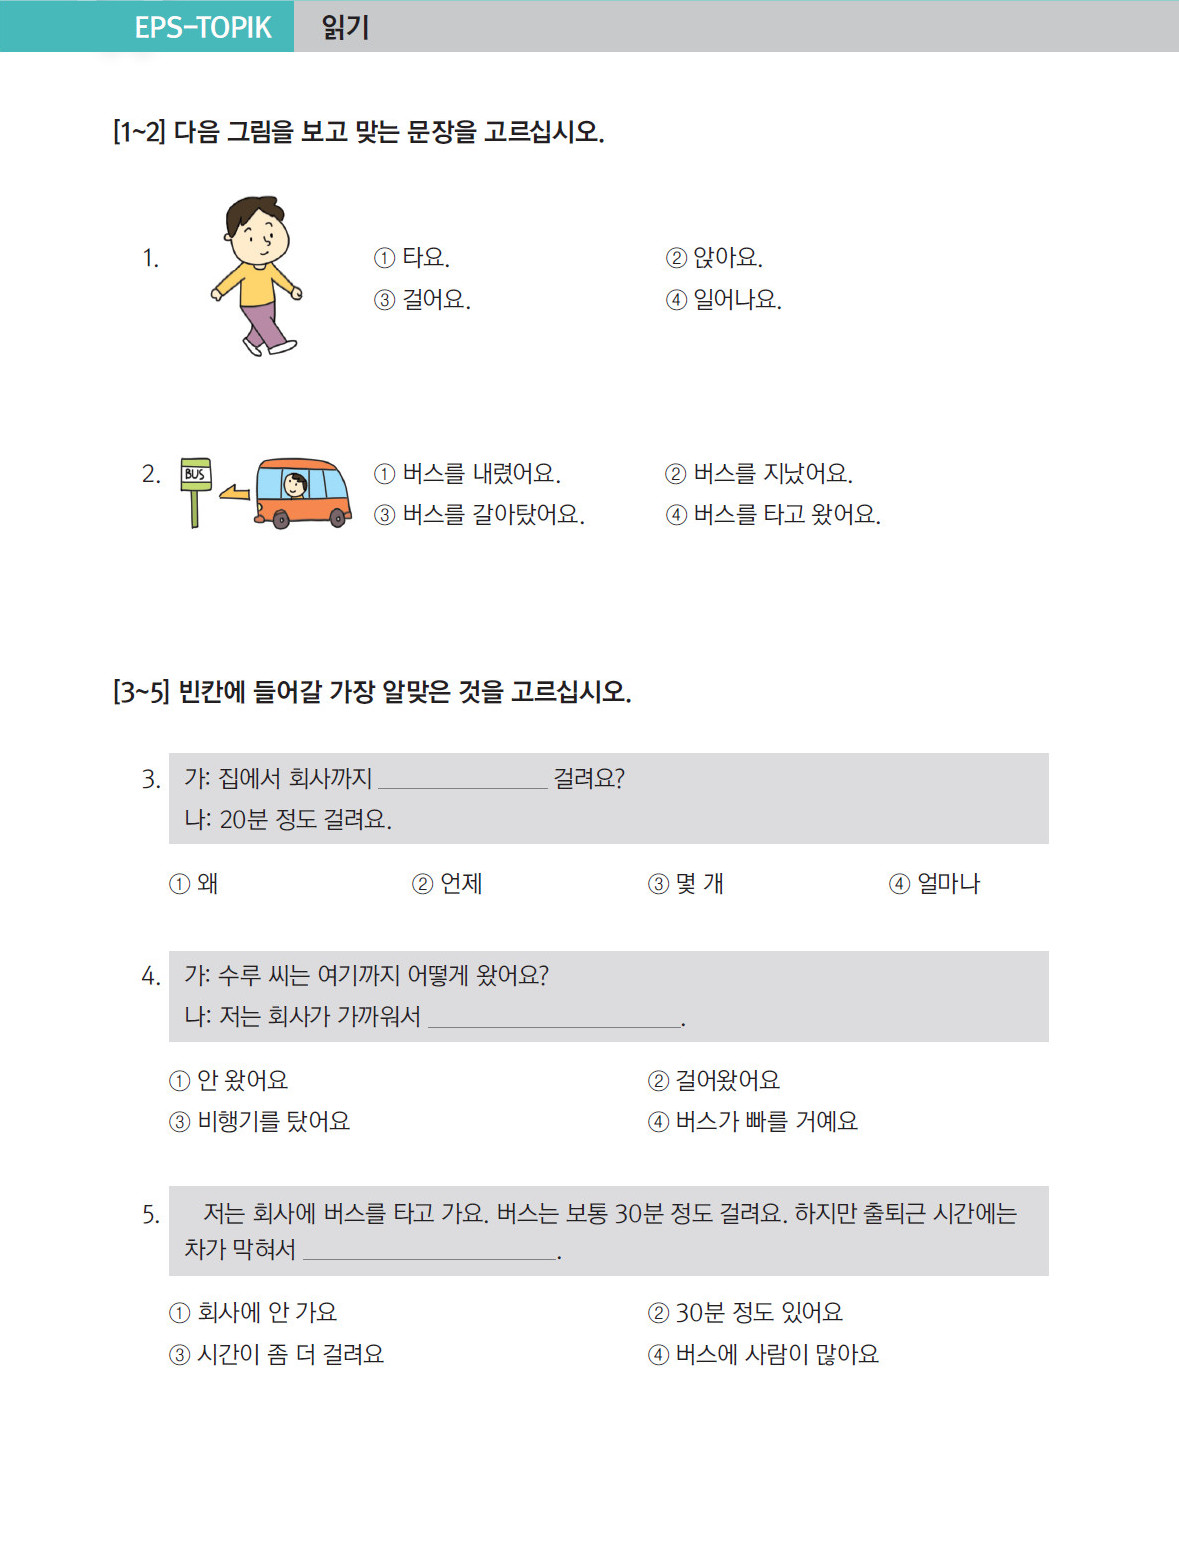 EPS-TOPIK 읽기
[1~2] 다음 그림을 보고 맞는 문장을 고르십시오.
1. ① 타요. ② 앉아요.
③ 걸어요. ④ 일어나요.
2. BUS ① 버스를 내렸어요. ② 버스를 지났어요.
③ 버스를 갈아탔어요. ④ 버스를 타고 왔어요.
[3~5] 빈칸에 들어갈 가장 알맞은 것을 고르십시오.
3. 가: 집에서 회사까지 ______________ 걸려요?
나: 20분 정도 걸려요.
① 왜 ② 언제 ③ 몇 개 ④ 얼마나
4. 가: 수루 씨는 여기까지 어떻게 왔어요?
나: 저는 회사가 가까워서 _____________________.
① 안 왔어요 ② 걸어왔어요
③ 비행기를 탔어요 ④ 버스가 빠를 거예요
5. 저는 회사에 버스를 타고 가요. 버스는 보통 30분 정도 걸려요. 하지만 출퇴근 시간에는
차가 막혀서 _____________________.
① 회사에 안 가요 ② 30분 정도 있어요
③ 시간이 좀 더 걸려요 ④ 버스에 사람이 많아요